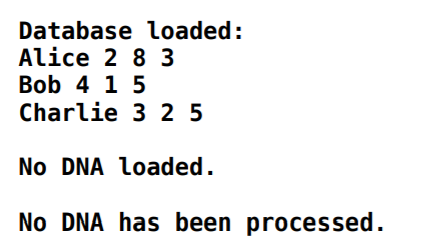 Database loaded:
Alice 2 8 3
Bob 4 1 5
Charlie 3 2 5
No DNA loaded.
No DNA has been processed.